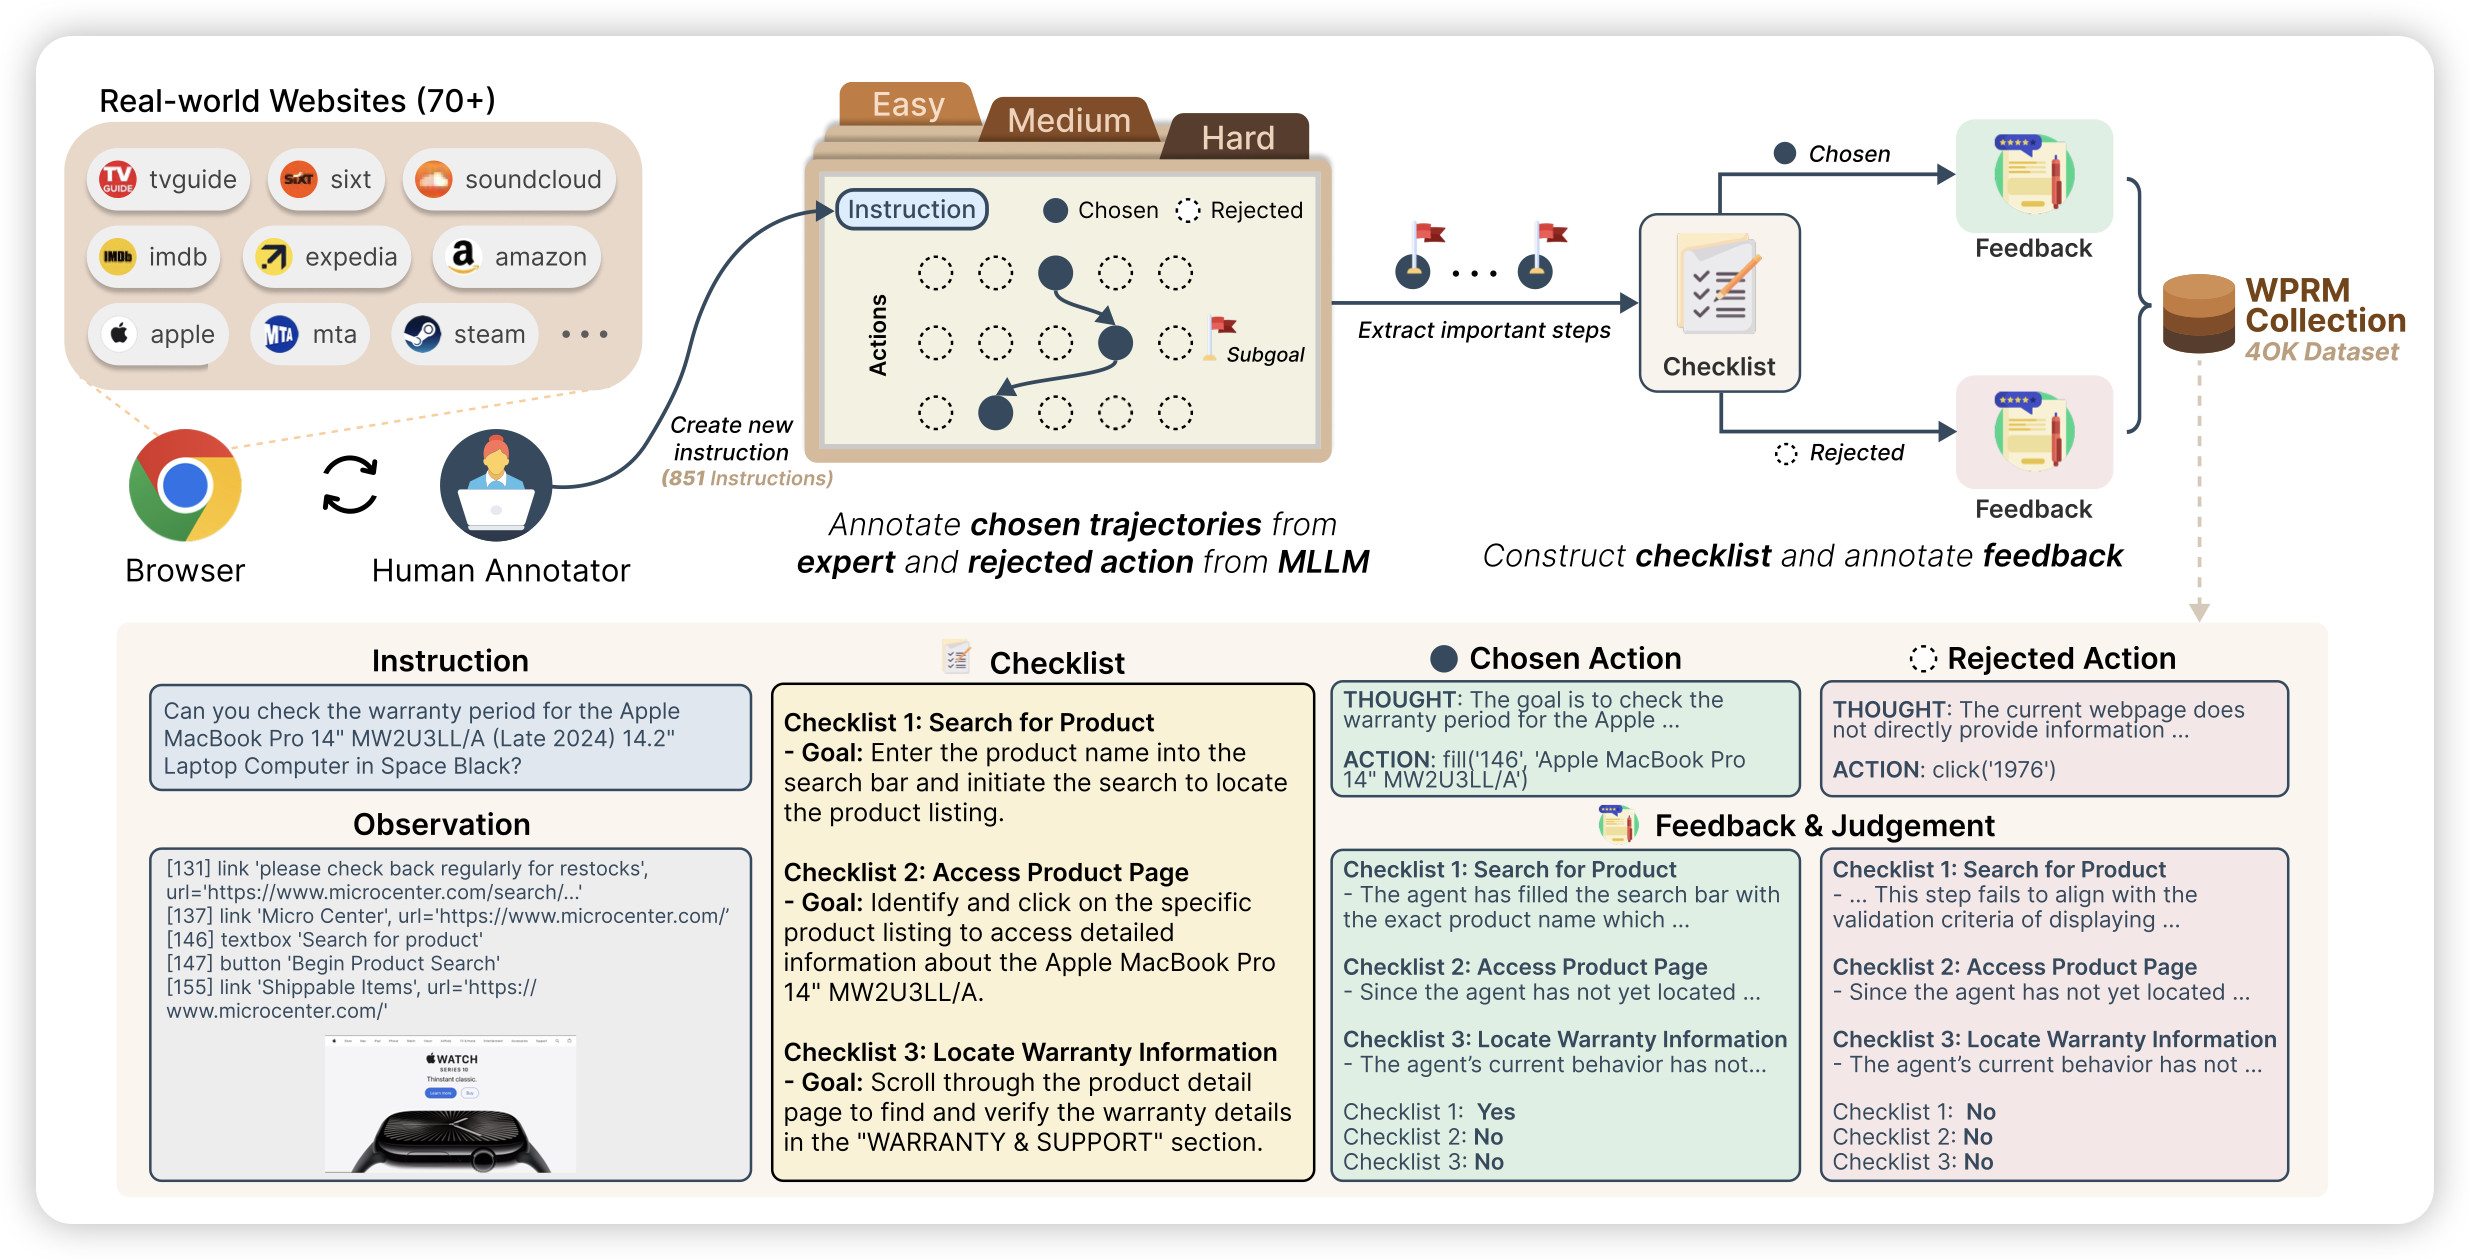 Real-world Websites (70+)
TV GUIDE tvguide
SiXT sixt
soundcloud
IMDb imdb
expedia
a amazon
apple
MTA mta
steam
• • •
Browser
Human Annotator
Create new
instruction
(851 Instructions)
Easy
Medium
Hard
Instruction
Chosen
Rejected
Actions
Subgoal
Annotate chosen trajectories from
expert and rejected action from MLLM
Extract important steps
Checklist
Chosen
Feedback
Rejected
Feedback
Construct checklist and annotate feedback
WPRM
Collection
40K Dataset
Instruction
Can you check the warranty period for the Apple
MacBook Pro 14" MW2U3LL/A (Late 2024) 14.2"
Laptop Computer in Space Black?
Observation
[131] link 'please check back regularly for restocks',
url='https://www.microcenter.com/search/...'
[137] link 'Micro Center', url='https://www.microcenter.com/'
[146] textbox 'Search for product'
[147] button 'Begin Product Search'
[155] link 'Shippable Items', url='https://
www.microcenter.com/'
WATCH
SERIES 10
Thinstant classic.
Learn more
Buy
Checklist
Checklist 1: Search for Product
- Goal: Enter the product name into the
search bar and initiate the search to locate
the product listing.
Checklist 2: Access Product Page
- Goal: Identify and click on the specific
product listing to access detailed
information about the Apple MacBook Pro
14" MW2U3LL/A.
Checklist 3: Locate Warranty Information
- Goal: Scroll through the product detail
page to find and verify the warranty details
in the "WARRANTY & SUPPORT" section.
Chosen Action
THOUGHT: The goal is to check the
warranty period for the Apple ...
ACTION: fill('146', 'Apple MacBook Pro
14" MW2U3LL/A')
Rejected Action
THOUGHT: The current webpage does
not directly provide information ...
ACTION: click('1976')
Feedback & Judgement
Checklist 1: Search for Product
- The agent has filled the search bar with
the exact product name which ...
Checklist 2: Access Product Page
- Since the agent has not yet located ...
Checklist 3: Locate Warranty Information
- The agent’s current behavior has not...
Checklist 1: Yes
Checklist 2: No
Checklist 3: No
Checklist 1: Search for Product
- ... This step fails to align with the
validation criteria of displaying ...
Checklist 2: Access Product Page
- Since the agent has not yet located ...
Checklist 3: Locate Warranty Information
- The agent’s current behavior has not ...
Checklist 1: No
Checklist 2: No
Checklist 3: No